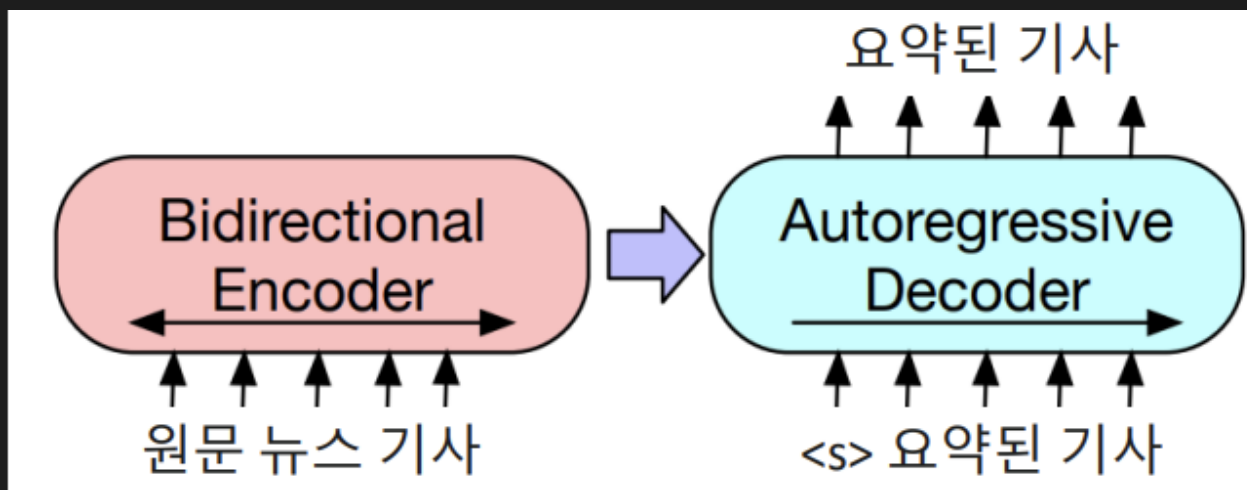 요약된 기사
Bidirectional
Encoder
Autoregressive
Decoder
원문 뉴스 기사
<s> 요약된 기사